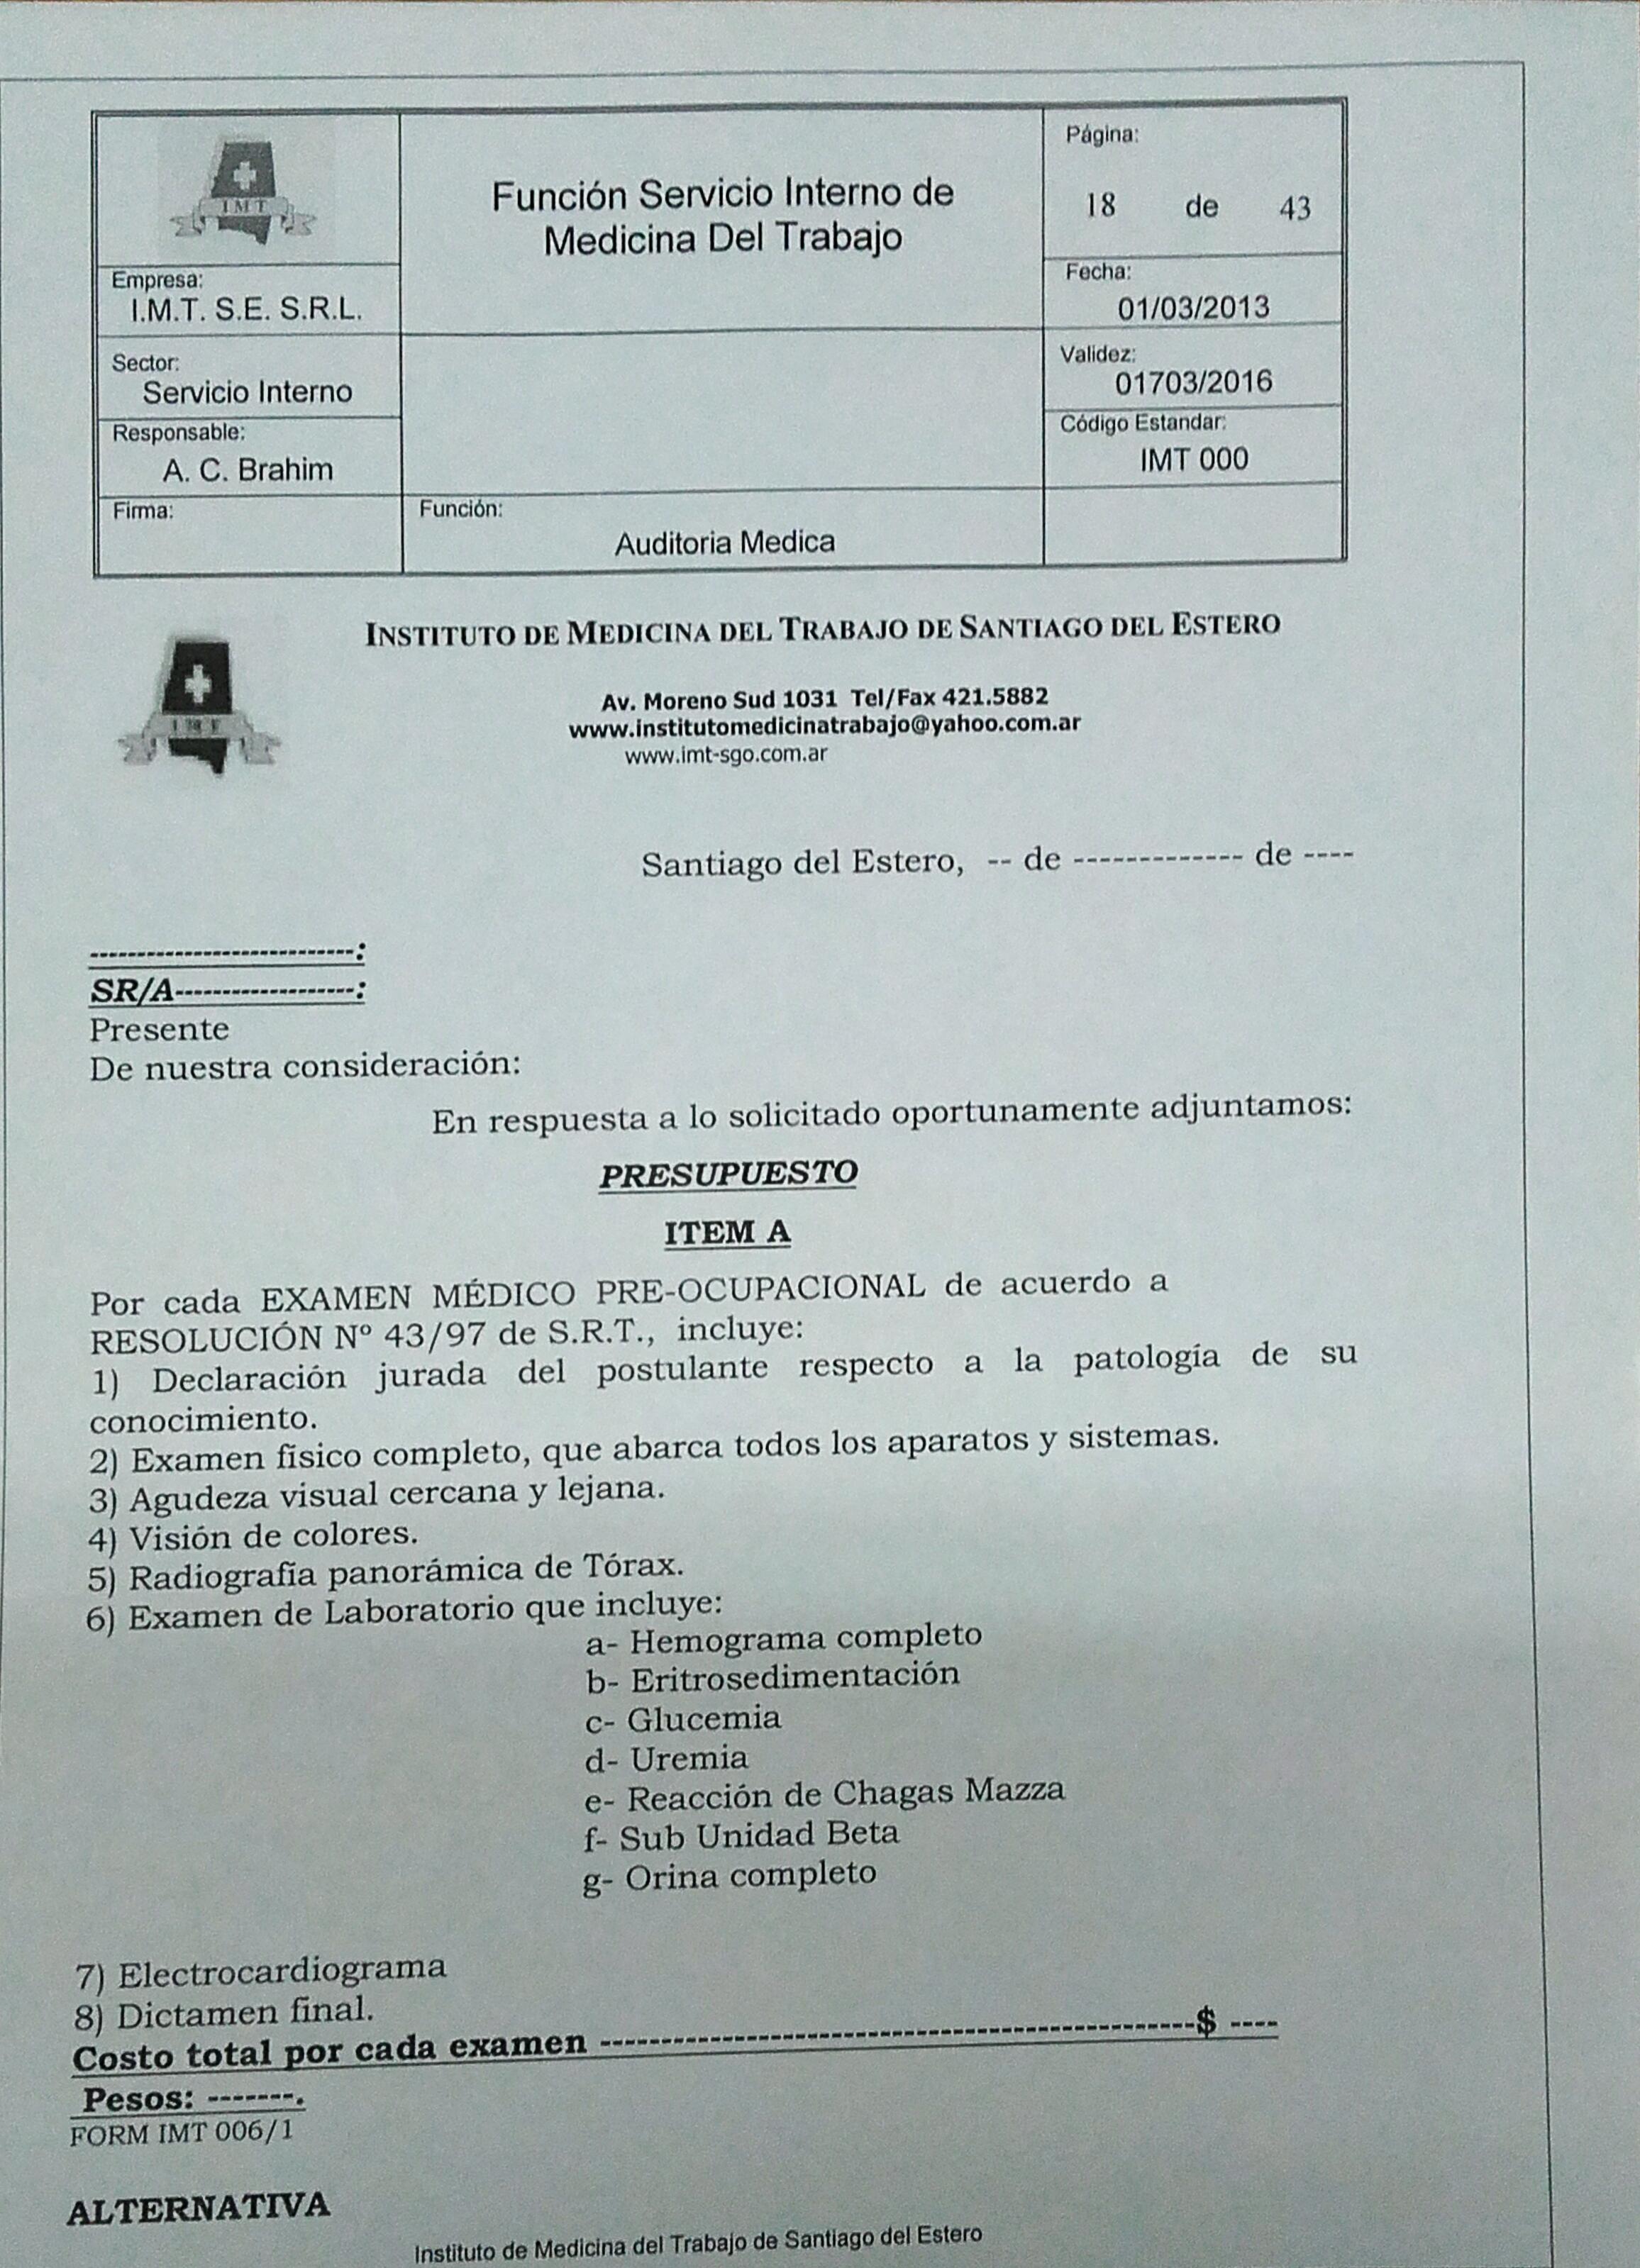 IMT
Función Servicio Interno de
Medicina Del Trabajo
Página:
18 de 43
Empresa:
I.M.T. S.E. S.R.L.
Fecha:
01/03/2013
Sector:
Servicio Interno
Validez:
01703/2016
Responsable:
A. C. Brahim
Código Estandar:
IMT 000
Firma:
Función:
Auditoria Medica
INSTITUTO DE MEDICINA DEL TRABAJO DE SANTIAGO DEL ESTERO
Av. Moreno Sud 1031 Tel/Fax 421.5882
www.institutomedicinatrabajo@yahoo.com.ar
www.imt-sgo.com.ar
Santiago del Estero, -- de ------------- de ----
---------------------------:
SR/A-------------------:
Presente
De nuestra consideración:
En respuesta a lo solicitado oportunamente adjuntamos:
PRESUPUESTO
ITEM A
Por cada EXAMEN MÉDICO PRE-OCUPACIONAL de acuerdo a
RESOLUCIÓN Nº 43/97 de S.R.T., incluye:
1) Declaración jurada del postulante respecto a la patología de su
conocimiento.
2) Examen físico completo, que abarca todos los aparatos y sistemas.
3) Agudeza visual cercana y lejana.
4) Visión de colores.
5) Radiografía panorámica de Tórax.
6) Examen de Laboratorio que incluye:
a- Hemograma completo
b- Eritrosedimentación
c- Glucemia
d- Uremia
e- Reacción de Chagas Mazza
f- Sub Unidad Beta
g- Orina completo
7) Electrocardiograma
8) Dictamen final.
Costo total por cada examen -------------------------------------------------$ ----
Pesos: -------.
FORM IMT 006/1
ALTERNATIVA
Instituto de Medicina del Trabajo de Santiago del Estero